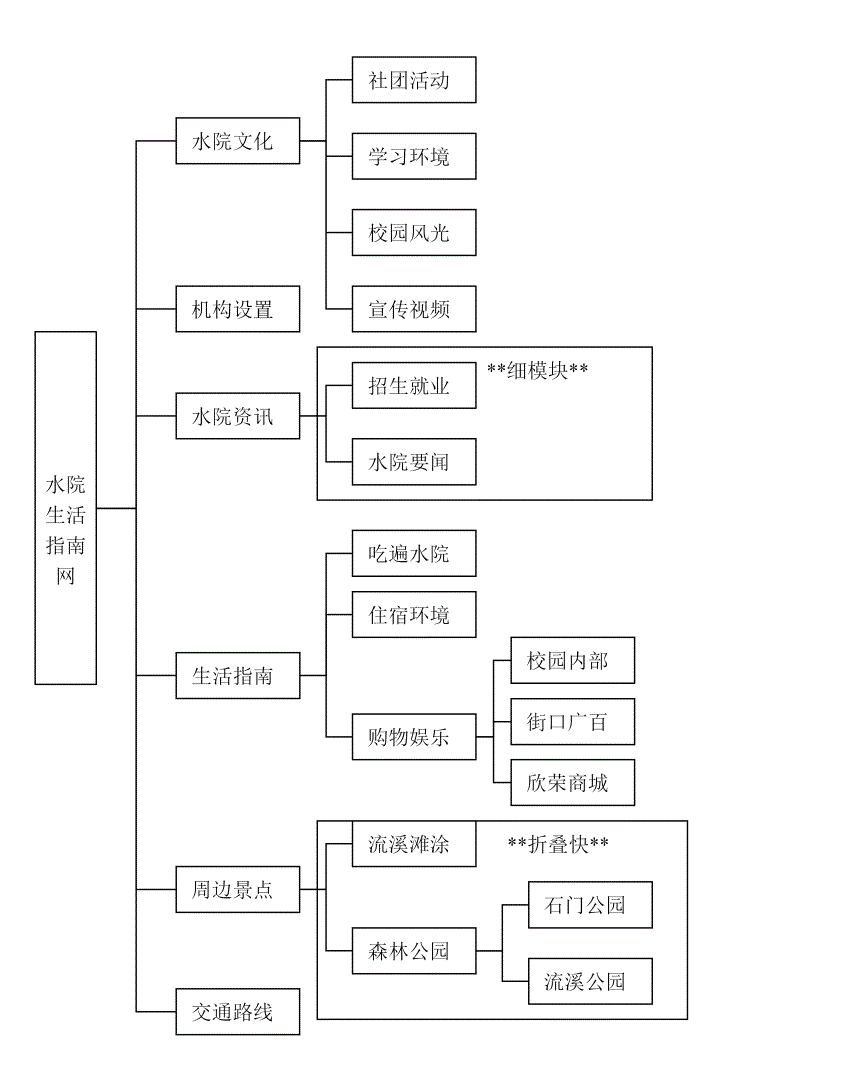 社团活动
水院文化
学习环境
校园风光
机构设置
宣传视频
**细模块**
招生就业
水院资讯
水院要闻
水院
生活
指南
网
吃遍水院
住宿环境
校园内部
生活指南
街口广百
购物娱乐
欣荣商城
流溪滩涂
**折叠快**
周边景点
石门公园
森林公园
流溪公园
交通路线